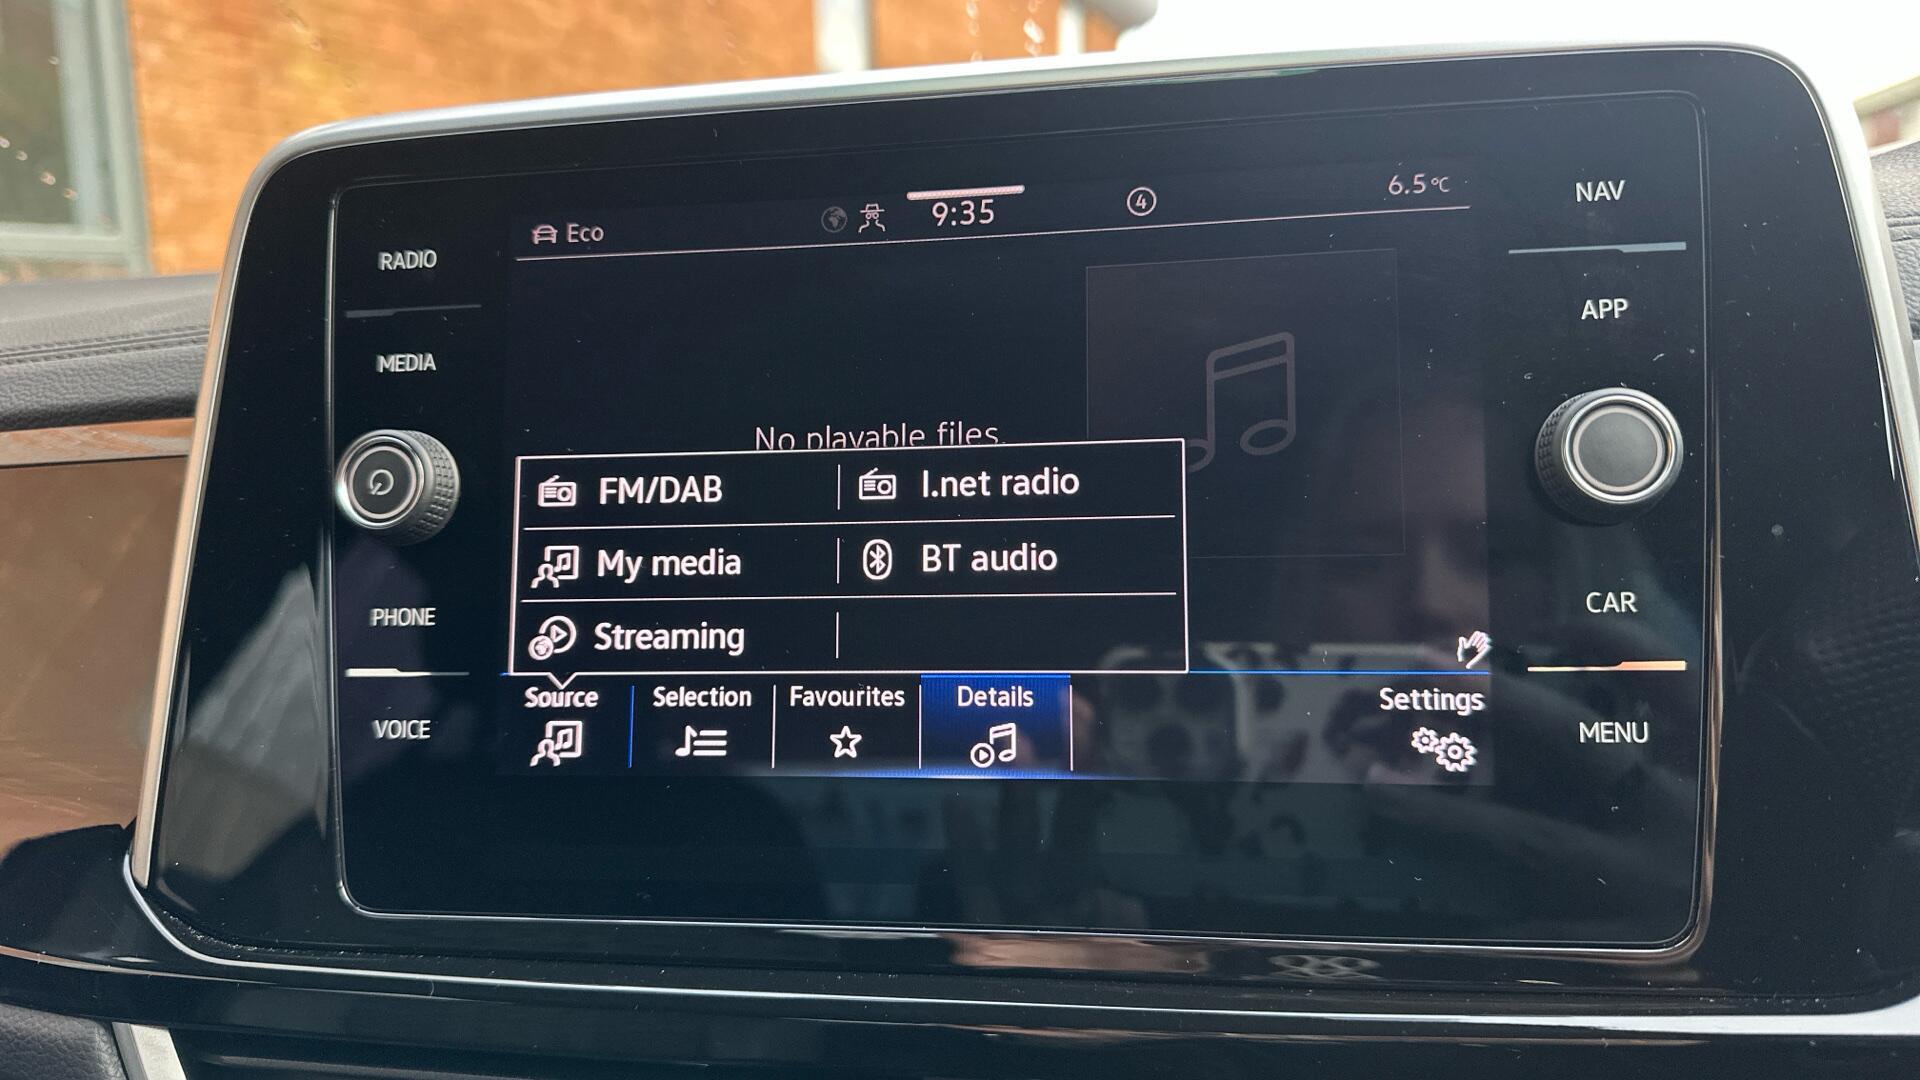 RADIO
MEDIA
PHONE
VOICE
Eco
9:35
4
6.5°C
No playable files.
FM/DAB
I.net radio
My media
BT audio
Streaming
Source
Selection
Favourites
Details
Settings
NAV
APP
CAR
MENU